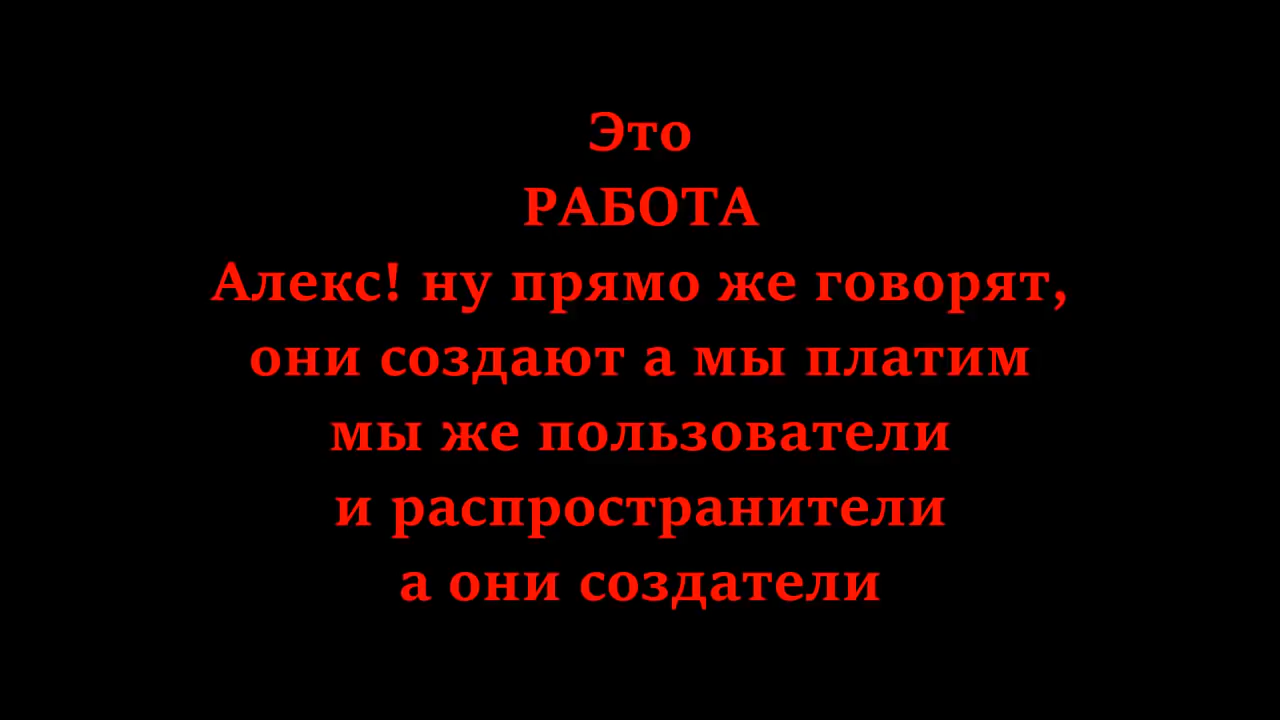 Это
РАБОТА
Алекс! ну прямо же говорят,
они создают а мы платим
мы же пользователи
и распространители
а они создатели